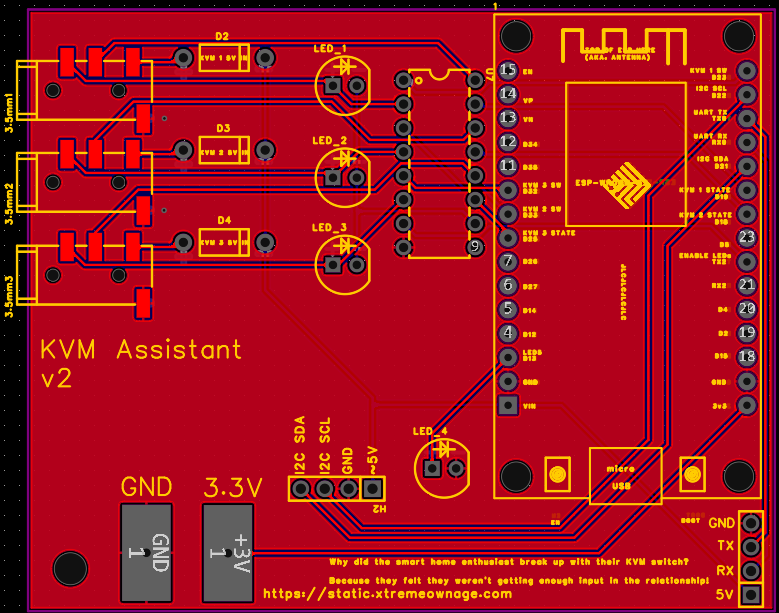 1
D2
KVM 1 5V IN
LED_1
3.5mm1
D3
KVM 2 5V IN
LED_2
3.5mm2
D4
KVM 3 5V IN
LED_3
3.5mm3
9
(AKA. ANTENNA)
15 EN
14 VP
13 VN
12 D34
11 D35
KVM 3 SW
D32
KVM 2 SW
D33
KVM 3 STATE
D25
7 D26
6 D27
5 D14
4 D12
LEDS
D13
GND
VIN
KVM 1 SW
D23
I2C SCL
D22
UART TX
TX0
UART RX
RX0
I2C SDA
D21
KVM 1 STATE
D19
KVM 2 STATE
D18
D5 23
ENABLE LEDs
TX2
RX2 21
D4 20
D2 19
D15 18
GND
3v3
KVM Assistant
v2
I2C SDA
I2C SCL
GND
~5V
H2
LED_4
micro
USB
EN
BOOT
GND
3.3V
1 GND
1 +3V
GND
TX
RX
5V
Why did the smart home enthusiast break up with their KVM switch?
Because they felt they weren't getting enough input in the relationship!
https://static.xtremeownage.com